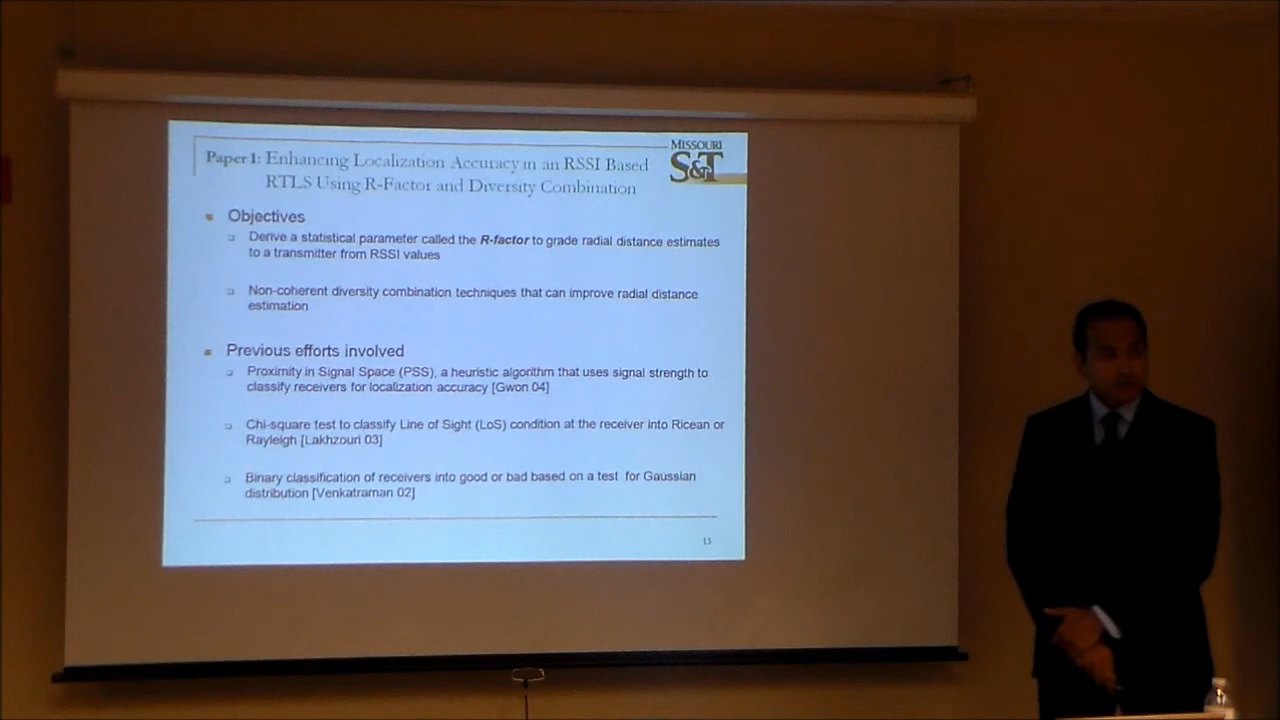 Paper 1: Enhancing Localization Accuracy in an RSSI Based
RTLS Using R-Factor and Diversity Combination
MISSOURI
S&T
Objectives
Derive a statistical parameter called the R-factor to grade radial distance estimates
to a transmitter from RSSI values
Non-coherent diversity combination techniques that can improve radial distance
estimation
Previous efforts involved
Proximity in Signal Space (PSS), a heuristic algorithm that uses signal strength to
classify receivers for localization accuracy [Gwon 04]
Chi-square test to classify Line of Sight (LoS) condition at the receiver into Ricean or
Rayleigh [Lakhzouri 03]
Binary classification of receivers into good or bad based on a test for Gaussian
distribution [Venkatraman 02]
13